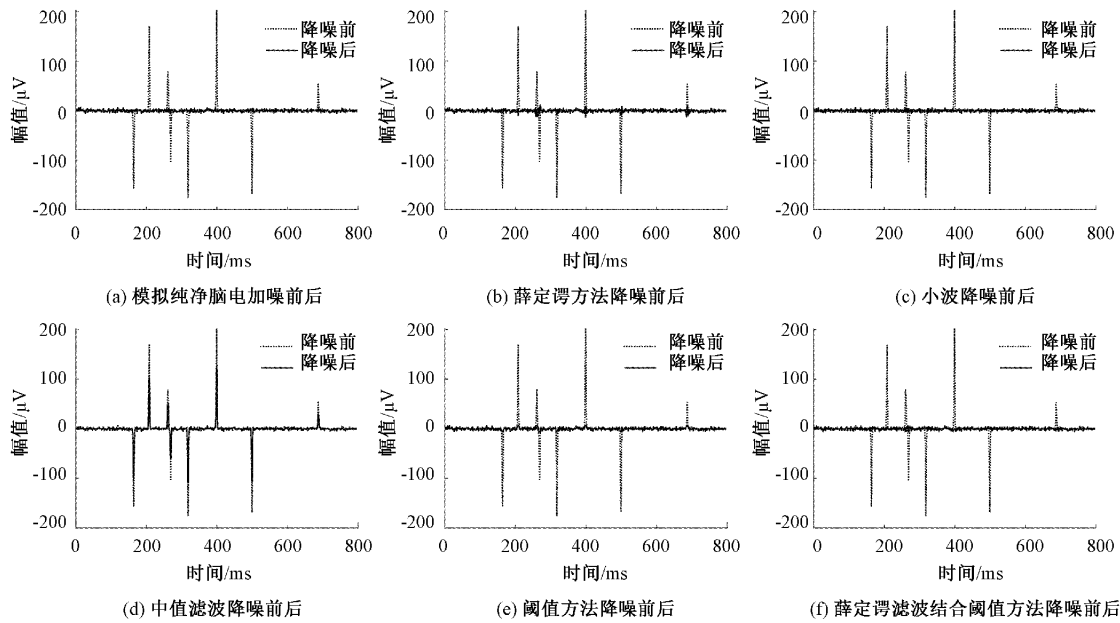 200
100
0
-100
-200
幅值/μV
降噪前
降噪后
0 200 400 600 800
时间/ms
(a) 模拟纯净脑电加噪前后
200
100
0
-100
-200
幅值/μV
降噪前
降噪后
0 200 400 600 800
时间/ms
(b) 薛定谔方法降噪前后
200
100
0
-100
-200
幅值/μV
降噪前
降噪后
0 200 400 600 800
时间/ms
(c) 小波降噪前后
200
100
0
-100
-200
幅值/μV
降噪前
降噪后
0 200 400 600 800
时间/ms
(d) 中值滤波降噪前后
200
100
0
-100
-200
幅值/μV
降噪前
降噪后
0 200 400 600 800
时间/ms
(e) 阈值方法降噪前后
200
100
0
-100
-200
幅值/μV
降噪前
降噪后
0 200 400 600 800
时间/ms
(f) 薛定谔滤波结合阈值方法降噪前后